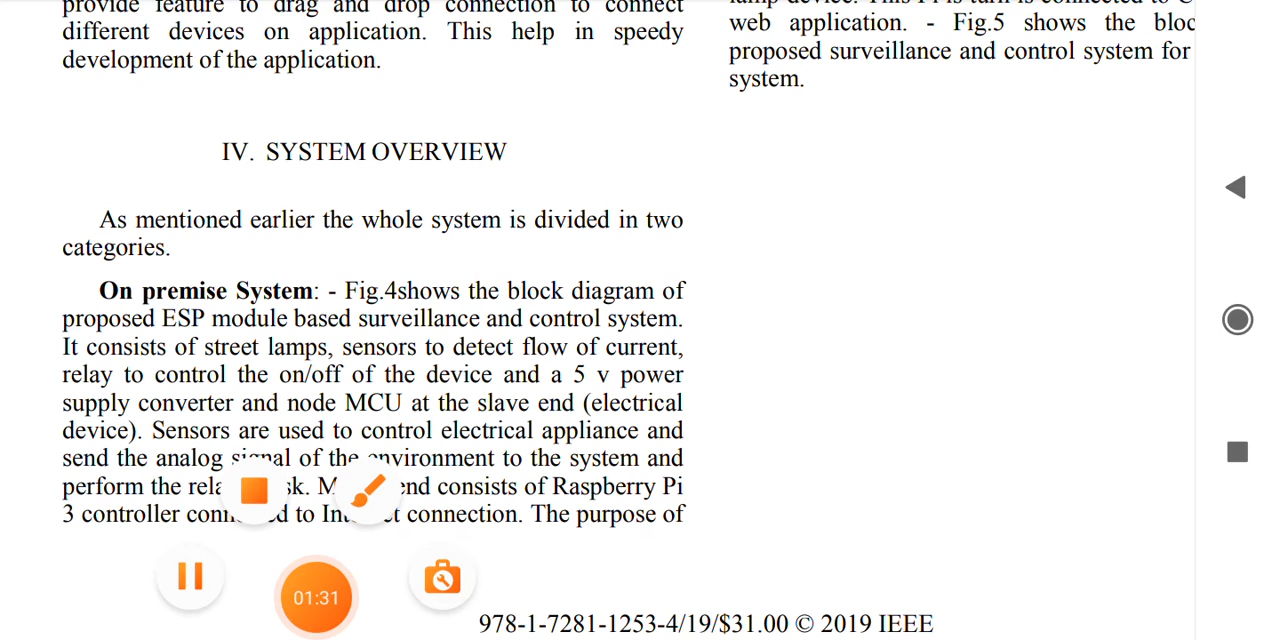 provide feature to drag and drop connection to connect
different devices on application. This help in speedy
development of the application.
IV. SYSTEM OVERVIEW
As mentioned earlier the whole system is divided in two
categories.
On premise System: - Fig.4shows the block diagram of
proposed ESP module based surveillance and control system.
It consists of street lamps, sensors to detect flow of current,
relay to control the on/off of the device and a 5 v power
supply converter and node MCU at the slave end (electrical
device). Sensors are used to control electrical appliance and
send the analog signal of the environment to the system and
perform the end consists of Raspberry Pi
3 controller to connection. The purpose of
web application. - Fig.5 shows the
proposed surveillance and control system for
system.
01:31
978-1-7281-1253-4/19/$31.00 © 2019 IEEE